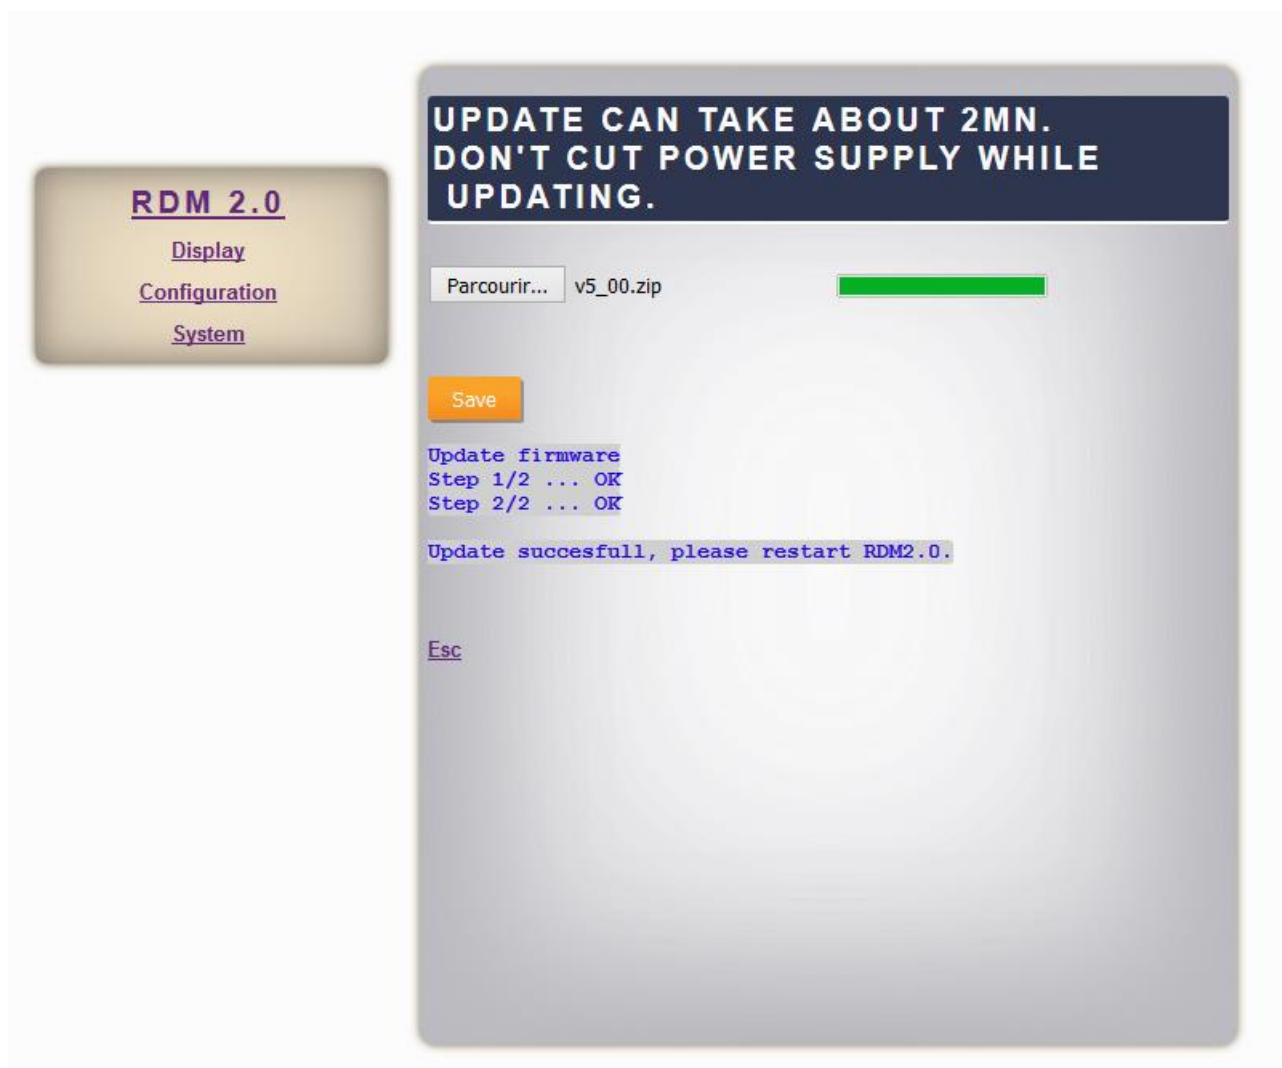 RDM 2.0
Display
Configuration
System
UPDATE CAN TAKE ABOUT 2MN.
DON'T CUT POWER SUPPLY WHILE
UPDATING.
Parcourir... v5_00.zip
Save
Update firmware
Step 1/2 ... OK
Step 2/2 ... OK
Update succesfull, please restart RDM2.0.
Esc